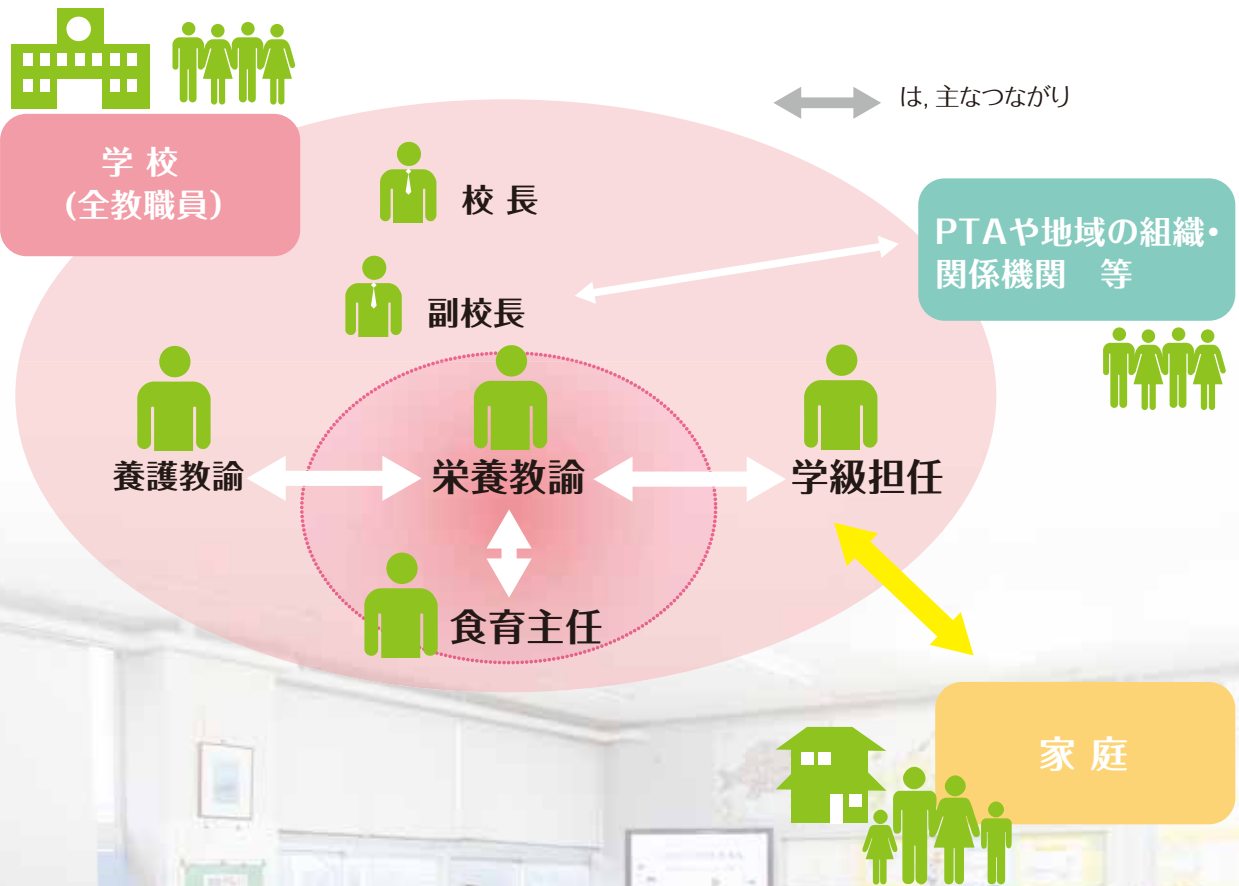 は, 主なつながり
学 校
(全教職員)
校 長
PTAや地域の組織・
関係機関　等
副校長
養護教諭
栄養教諭
学級担任
食育主任
家 庭